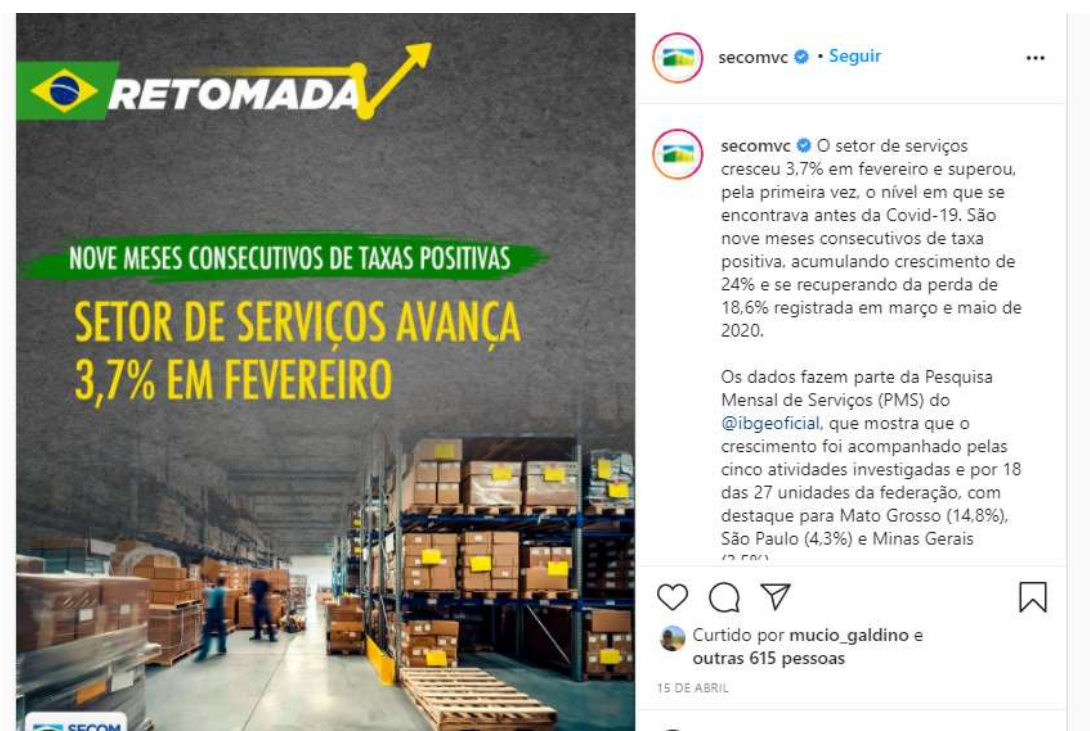 RETOMADA
NOVE MESES CONSECUTIVOS DE TAXAS POSITIVAS
SETOR DE SERVIÇOS AVANÇA
3,7% EM FEVEREIRO
SECOM
secomvc • Seguir
secomvc O setor de serviços
cresceu 3,7% em fevereiro e superou,
pela primeira vez, o nível em que se
encontrava antes da Covid-19. São
nove meses consecutivos de taxa
positiva, acumulando crescimento de
24% e se recuperando da perda de
18,6% registrada em março e maio de
2020.
Os dados fazem parte da Pesquisa
Mensal de Serviços (PMS) do
@ibgeoficial, que mostra que o
crescimento foi acompanhado pelas
cinco atividades investigadas e por 18
das 27 unidades da federação, com
destaque para Mato Grosso (14,8%),
São Paulo (4,3%) e Minas Gerais
Curtido por mucio_galdino e
outras 615 pessoas
15 DE ABRIL